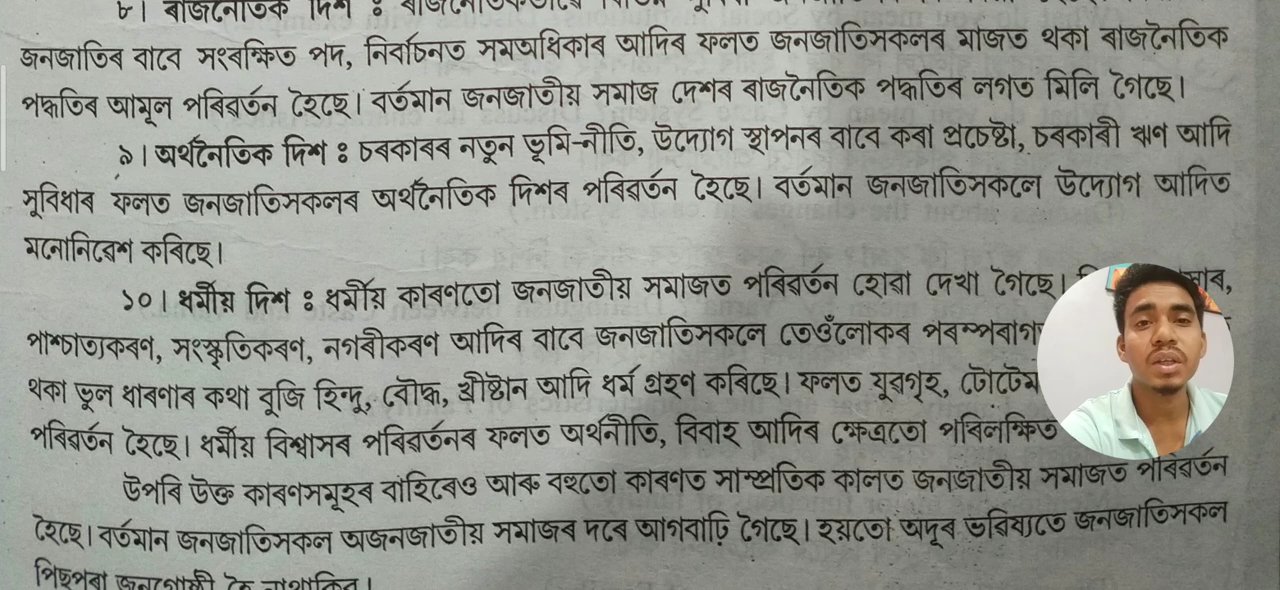 ৮। ৰাজনৈতিক দিশ :
জনজাতিৰ বাবে সংৰক্ষিত পদ, নিৰ্বাচনত সমঅধিকাৰ আদিৰ ফলত জনজাতিসকলৰ মাজত থকা ৰাজনৈতিক
পদ্ধতিৰ আমূল পৰিৱৰ্তন হৈছে। বৰ্তমান জনজাতীয় সমাজ দেশৰ ৰাজনৈতিক পদ্ধতিৰ লগত মিলি গৈছে।
৯। অৰ্থনৈতিক দিশ : চৰকাৰৰ নতুন ভূমি-নীতি, উদ্যোগ স্থাপনৰ বাবে কৰা প্ৰচেষ্টা, চৰকাৰী ঋণ আদি
সুবিধাৰ ফলত জনজাতিসকলৰ অৰ্থনৈতিক দিশৰ পৰিৱৰ্তন হৈছে। বৰ্তমান জনজাতিসকলে উদ্যোগ আদিত
মনোনিৱেশ কৰিছে।
১০। ধৰ্মীয় দিশ : ধৰ্মীয় কাৰণতো জনজাতীয় সমাজত পৰিৱৰ্তন হোৱা দেখা গৈছে।
পাশ্চাত্যকৰণ, সংস্কৃতিকৰণ, নগৰীকৰণ আদিৰ বাবে জনজাতিসকলে তেওঁলোকৰ
থকা ভুল ধাৰণাৰ কথা বুজি হিন্দু, বৌদ্ধ, খ্ৰীষ্টান আদি ধৰ্ম গ্ৰহণ কৰিছে। ফলত যুৱগৃহ,
পৰিৱৰ্তন হৈছে। ধৰ্মীয় বিশ্বাসৰ পৰিৱৰ্তনৰ ফলত অৰ্থনীতি, বিবাহ আদিৰ ক্ষেত্ৰতো পৰিলক্ষিত
উপৰি উক্ত কাৰণসমূহৰ বাহিৰেও আৰু বহুতো কাৰণত সাম্প্ৰতিক কালত জনজাতীয় সমাজত পৰিৱৰ্তন
হৈছে। বৰ্তমান জনজাতিসকল অজনজাতীয় সমাজৰ দৰে আগবাঢ়ি গৈছে। হয়তো অদূৰ ভৱিষ্যতে জনজাতিসকল
পিছপৰা জনগোষ্ঠী হৈ নাথাকিব।